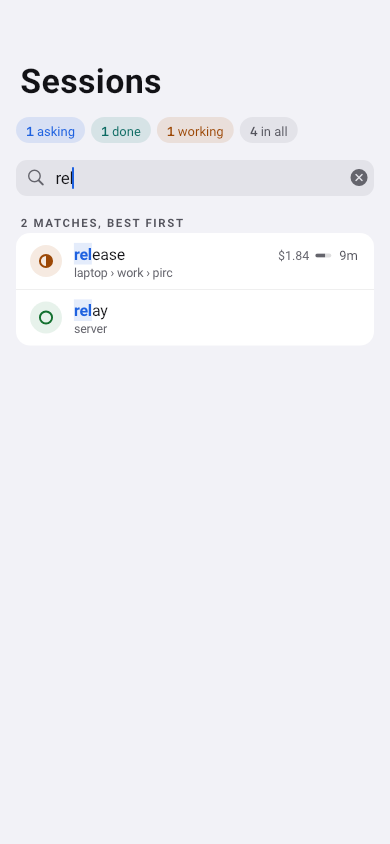 Sessions
1 asking 1 done 1 working 4 in all
rel
2 MATCHES, BEST FIRST
release $1.84 9m
laptop › work › pirc
relay
server